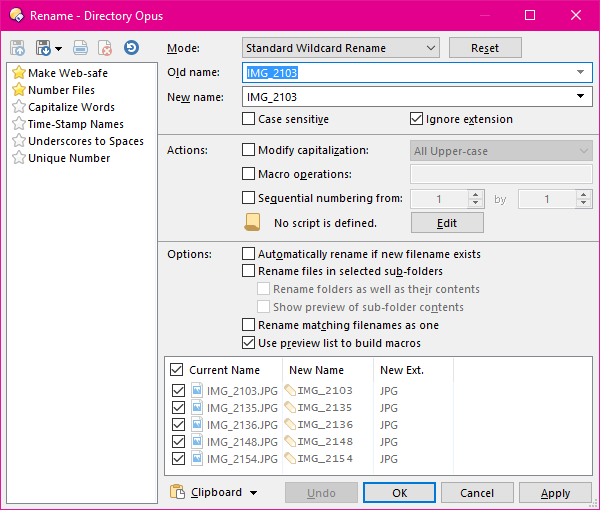 Rename - Directory Opus
Make Web-safe
Number Files
Capitalize Words
Time-Stamp Names
Underscores to Spaces
Unique Number
Mode: Standard Wildcard Rename Reset
Old name: IMG_2103
New name: IMG_2103
Case sensitive Ignore extension
Actions: Modify capitalization: All Upper-case
Macro operations:
Sequential numbering from: 1 by 1
No script is defined. Edit
Options: Automatically rename if new filename exists
Rename files in selected sub-folders
Rename folders as well as their contents
Show preview of sub-folder contents
Rename matching filenames as one
Use preview list to build macros
Current Name New Name New Ext.
IMG_2103.JPG IMG_2103 JPG
IMG_2135.JPG IMG_2135 JPG
IMG_2136.JPG IMG_2136 JPG
IMG_2148.JPG IMG_2148 JPG
IMG_2154.JPG IMG_2154 JPG
Clipboard Undo OK Cancel Apply